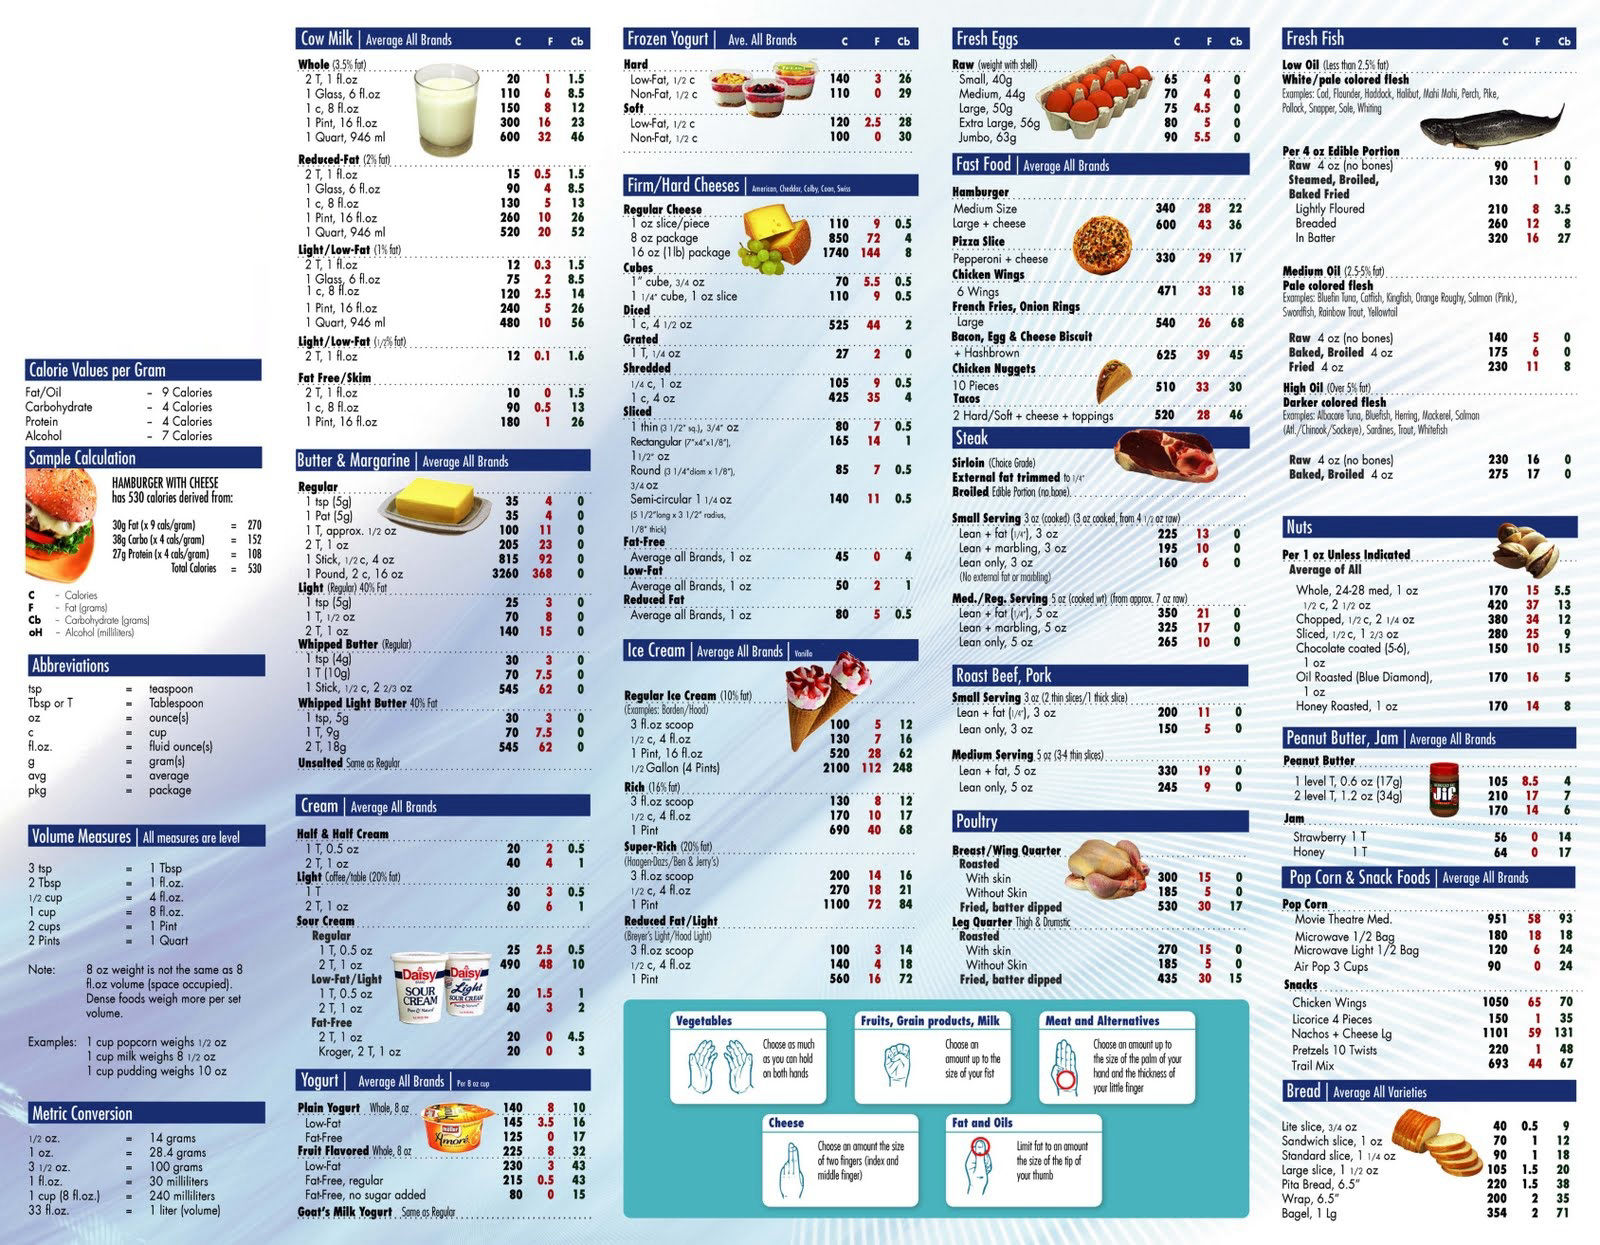 Calorie Values per Gram
Fat/Oil - 9 Calories
Carbohydrate - 4 Calories
Protein - 4 Calories
Alcohol - 7 Calories
Sample Calculation
HAMBURGER WITH CHEESE
has 530 calories derived from:
30g Fat (x 9 cals/gram) = 270
38g Carbo (x 4 cals/gram) = 152
27g Protein (x 4 cals/gram) = 108
Total Calories = 530
C - Calories
F - Fat (grams)
Cb - Carbohydrate (grams)
oH - Alcohol (milliliters)
Abbreviations
tsp = teaspoon
Tbsp or T = Tablespoon
oz = ounce(s)
c = cup
fl.oz. = fluid ounce(s)
g = gram(s)
avg = average
pkg = package
Volume Measures | All measures are level
3 tsp = 1 Tbsp
2 Tbsp = 1 fl.oz.
1/2 cup = 4 fl.oz.
1 cup = 8 fl.oz.
2 cups = 1 Pint
2 Pints = 1 Quart
Note: 8 oz weight is not the same as 8
fl.oz volume (space occupied).
Dense foods weigh more per set
volume.
Examples: 1 cup popcorn weighs 1/2 oz
1 cup milk weighs 8 1/2 oz
1 cup pudding weighs 10 oz
Metric Conversion
1/2 oz. = 14 grams
1 oz. = 28.4 grams
3 1/2 oz. = 100 grams
1 fl.oz. = 30 milliliters
1 cup (8 fl.oz.) = 240 milliliters
33 fl.oz. = 1 liter (volume)
Cow Milk | Average All Brands C F Cb
Whole (3.5% fat)
2 T, 1 fl.oz 20 1 1.5
1 Glass, 6 fl.oz 110 6 8.5
1 c, 8 fl.oz 150 8 12
1 Pint, 16 fl.oz 300 16 23
1 Quart, 946 ml 600 32 46
Reduced-Fat (2% fat)
2 T, 1 fl.oz 15 0.5 1.5
1 Glass, 6 fl.oz 90 4 8.5
1 c, 8 fl.oz 130 5 13
1 Pint, 16 fl.oz 260 10 26
1 Quart, 946 ml 520 20 52
Light/Low-Fat (1% fat)
2 T, 1 fl.oz 12 0.3 1.5
1 Glass, 6 fl.oz 75 2 8.5
1 c, 8 fl.oz 120 2.5 14
1 Pint, 16 fl.oz 240 5 26
1 Quart, 946 ml 480 10 56
Light/Low-Fat (1/2% fat)
2 T, 1 fl.oz 12 0.1 1.6
Fat Free/Skim
2 T, 1 fl.oz 10 0 1.5
1 c, 8 fl.oz 90 0.5 13
1 Pint, 16 fl.oz 180 1 26
Butter & Margarine | Average All Brands
Regular
1 tsp (5g) 35 4 0
1 Pat (5g) 35 4 0
1 T, approx. 1/2 oz 100 11 0
2 T, 1 oz 205 23 0
1 Stick, 1/2 c, 4 oz 815 92 0
1 Pound, 2 c, 16 oz 3260 368 0
Light (Regular) 40% Fat
1 tsp (5g) 25 3 0
1 T, 1/2 oz 70 8 0
2 T, 1 oz 140 15 0
Whipped Butter (Regular)
1 tsp (4g) 30 3 0
1 T (10g) 70 7.5 0
1 Stick, 1/2 c, 2 2/3 oz 545 62 0
Whipped Light Butter 40% Fat
1 tsp, 5g 30 3 0
1 T, 9g 70 7.5 0
2 T, 18g 545 62 0
Unsalted Same as Regular
Cream | Average All Brands
Half & Half Cream
1 T, 0.5 oz 20 2 0.5
2 T, 1 oz 40 4 1
Light Coffee/table (20% fat)
1 T 30 3 0.5
2 T, 1 oz 60 6 1
Sour Cream
Regular
1 T, 0.5 oz 25 2.5 0.5
2 T, 1 oz 490 48 10
Low-Fat/Light
1 T, 0.5 oz 20 1.5 1
2 T, 1 oz 40 3 2
Fat-Free
2 T, 1 oz 20 0 4.5
Kroger, 2 T, 1 oz 20 0 3
Daisy
SOUR
CREAM
Daisy
Light
SOUR CREAM
Yogurt | Average All Brands | Per 8 oz cup
Plain Yogurt Whole, 8 oz 140 8 10
Low-Fat 145 3.5 16
Fat-Free 125 0 17
Fruit Flavored Whole, 8 oz 225 8 32
Low-Fat 230 3 43
Fat-Free, regular 215 0.5 43
Fat-Free, no sugar added 80 0 15
Goat's Milk Yogurt Same as Regular
müller
Amoré
Frozen Yogurt | Ave. All Brands C F Cb
Hard
Low-Fat, 1/2 c 140 3 26
Non-Fat, 1/2 c 110 0 29
Soft
Low-Fat, 1/2 c 120 2.5 28
Non-Fat, 1/2 c 100 0 30
Firm/Hard Cheeses | American, Cheddar, Colby, Coon, Swiss
Regular Cheese
1 oz slice/piece 110 9 0.5
8 oz package 850 72 4
16 oz (1lb) package 1740 144 8
Cubes
1" cube, 3/4 oz 70 5.5 0.5
1 1/4" cube, 1 oz slice 110 9 0.5
Diced
1 c, 4 1/2 oz 525 44 2
Grated
1 T, 1/4 oz 27 2 0
Shredded
1/4 c, 1 oz 105 9 0.5
1 c, 4 oz 425 35 4
Sliced
1 thin (3 1/2" sq.), 3/4" oz 80 7 0.5
Rectangular (7"x4"x1/8"), 165 14 1
1 1/2" oz
Round (3 1/4"diam x 1/8"), 85 7 0.5
3/4 oz
Semi-circular 1 1/4 oz 140 11 0.5
(5 1/2"long x 3 1/2" radius,
1/8" thick)
Fat-Free
Average all Brands, 1 oz 45 0 4
Low-Fat
Average all Brands, 1 oz 50 2 1
Reduced Fat
Average all Brands, 1 oz 80 5 0.5
Ice Cream | Average All Brands | Vanilla
Regular Ice Cream (10% fat)
(Examples: Borden/Hood)
3 fl.oz scoop 100 5 12
1/2 c, 4 fl.oz 130 7 16
1 Pint, 16 fl.oz 520 28 62
1/2 Gallon (4 Pints) 2100 112 248
Rich (16% fat)
3 fl.oz scoop 130 8 12
1/2 c, 4 fl.oz 170 10 17
1 Pint 690 40 68
Super-Rich (20% fat)
(Haagen-Dazs/Ben & Jerry's)
3 fl.oz scoop 200 14 16
1/2 c, 4 fl.oz 270 18 21
1 Pint 1100 72 84
Reduced Fat/Light
(Breyer's Light/Hood Light)
3 fl.oz scoop 100 3 14
1/2 c, 4 fl.oz 140 4 18
1 Pint 560 16 72
Fresh Eggs C F Cb
Raw (weight with shell)
Small, 40g 65 4 0
Medium, 44g 70 4 0
Large, 50g 75 4.5 0
Extra Large, 56g 80 5 0
Jumbo, 63g 90 5.5 0
Fast Food | Average All Brands
Hamburger
Medium Size 340 28 22
Large + cheese 600 43 36
Pizza Slice
Pepperoni + cheese 330 29 17
Chicken Wings
6 Wings 471 33 18
French Fries, Onion Rings
Large 540 26 68
Bacon, Egg & Cheese Biscuit
+ Hashbrown 625 39 45
Chicken Nuggets
10 Pieces 510 33 30
Tacos
2 Hard/Soft + cheese + toppings 520 28 46
Steak
Sirloin (Choice Grade)
External fat trimmed to 1/4"
Broiled Edible Portion (no bone).
Small Serving 3 oz (cooked) (3 oz cooked, from 4 1/2 oz raw)
Lean + fat (1/4"), 3 oz 225 13 0
Lean + marbling, 3 oz 195 10 0
Lean only, 3 oz 160 6 0
(No external fat or marbling)
Med./Reg. Serving 5 oz (cooked wt) (from approx. 7 oz raw)
Lean + fat (1/4"), 5 oz 350 21 0
Lean + marbling, 5 oz 325 17 0
Lean only, 5 oz 265 10 0
Roast Beef, Pork
Small Serving 3 oz (2 thin slices/1 thick slice)
Lean + fat (1/4"), 3 oz 200 11 0
Lean only, 3 oz 150 5 0
Medium Serving 5 oz (3-4 thin slices)
Lean + fat, 5 oz 330 19 0
Lean only, 5 oz 245 9 0
Poultry
Breast/Wing Quarter
Roasted
With skin 300 15 0
Without Skin 185 5 0
Fried, batter dipped 530 30 17
Leg Quarter Thigh & Drumstic
Roasted
With skin 270 15 0
Without Skin 185 5 0
Fried, batter dipped 435 30 15
Vegetables
Choose as much
as you can hold
on both hands
Fruits, Grain products, Milk
Choose an
amount up to the
size of your fist
Meat and Alternatives
Choose an amount up to
the size of the palm of your
hand and the thickness of
your little finger
Cheese
Choose an amount the size
of two fingers (index and
middle finger)
Fat and Oils
Limit fat to an amount
the size of the tip of
your thumb
Fresh Fish C F Cb
Low Oil (Less than 2.5% fat)
White/pale colored flesh
Examples: Cod, Flounder, Haddock, Halibut, Mahi Mahi, Perch, Pike,
Pollock, Snapper, Sole, Whiting
Per 4 oz Edible Portion
Raw 4 oz (no bones) 90 1 0
Steamed, Broiled, 130 1 0
Baked Fried
Lightly Floured 210 8 3.5
Breaded 260 12 8
In Batter 320 16 27
Medium Oil (2.5-5% fat)
Pale colored flesh
Examples: Bluefin Tuna, Catfish, Kingfish, Orange Roughy, Salmon (Pink),
Swordfish, Rainbow Trout, Yellowtail
Raw 4 oz (no bones) 140 5 0
Baked, Broiled 4 oz 175 6 0
Fried 4 oz 230 11 8
High Oil (Over 5% fat)
Darker colored flesh
Examples: Albacore Tuna, Bluefish, Herring, Mackerel, Salmon
(Atl./Chinook/Sockeye), Sardines, Trout, Whitefish
Raw 4 oz (no bones) 230 16 0
Baked, Broiled 4 oz 275 17 0
Nuts
Per 1 oz Unless Indicated
Average of All
Whole, 24-28 med, 1 oz 170 15 5.5
1/2 c, 2 1/2 oz 420 37 13
Chopped, 1/2 c, 2 1/4 oz 380 34 12
Sliced, 1/2 c, 1 2/3 oz 280 25 9
Chocolate coated (5-6), 150 10 15
1 oz
Oil Roasted (Blue Diamond), 170 16 5
1 oz
Honey Roasted, 1 oz 170 14 8
Peanut Butter, Jam | Average All Brands
Peanut Butter
1 level T, 0.6 oz (17g) 105 8.5 4
2 level T, 1.2 oz (34g) 210 17 7
170 14 6
Jif
Jam
Strawberry 1 T 56 0 14
Honey 1 T 64 0 17
Pop Corn & Snack Foods | Average All Brands
Pop Corn
Movie Theatre Med. 951 58 93
Microwave 1/2 Bag 180 18 18
Microwave Light 1/2 Bag 120 6 24
Air Pop 3 Cups 90 0 24
Snacks
Chicken Wings 1050 65 70
Licorice 4 Pieces 150 1 35
Nachos + Cheese Lg 1101 59 131
Pretzels 10 Twists 220 1 48
Trail Mix 693 44 67
Bread | Average All Varieties
Lite slice, 3/4 oz 40 0.5 9
Sandwich slice, 1 oz 70 1 12
Standard slice, 1 1/4 oz 90 1 18
Large slice, 1 1/2 oz 105 1.5 20
Pita Bread, 6.5" 220 1.5 38
Wrap, 6.5" 200 2 35
Bagel, 1 Lg 354 2 71